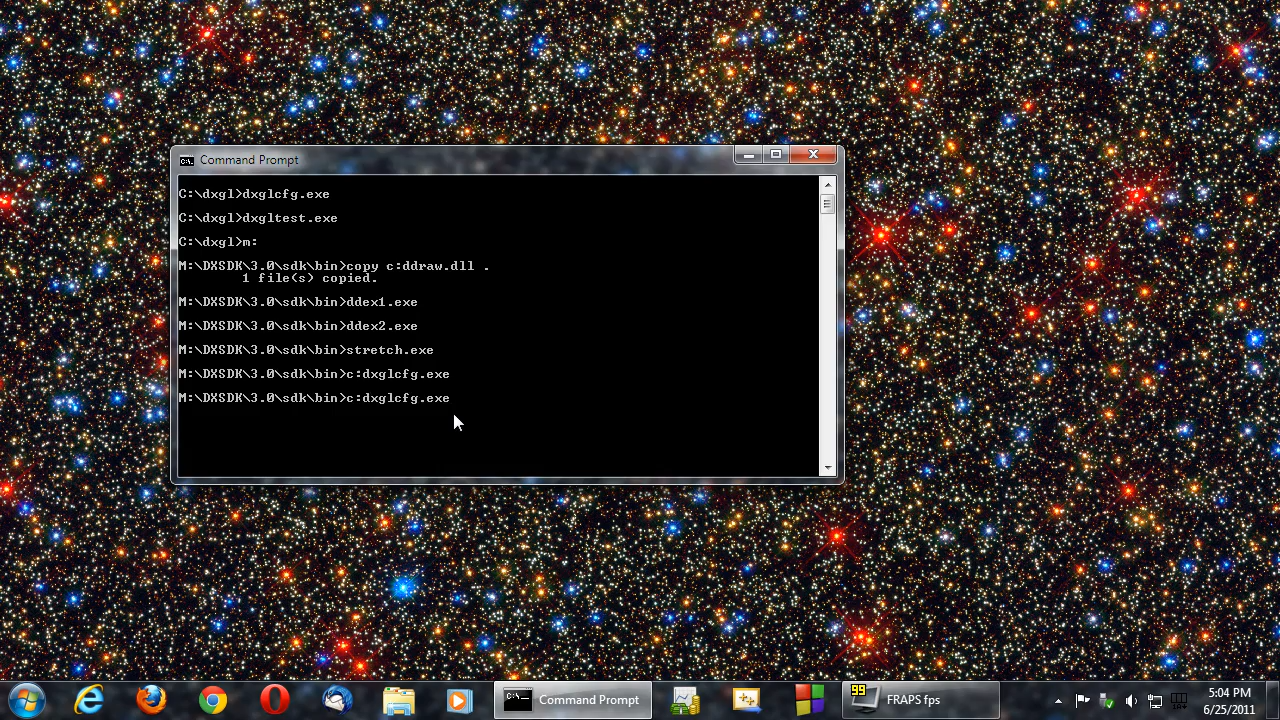 Command Prompt
C:\dxgl>dxglcfg.exe
C:\dxgl>dxgltest.exe
C:\dxgl>m:
M:\DXSDK\3.0\sdk\bin>copy c:ddraw.dll .
1 file(s) copied.
M:\DXSDK\3.0\sdk\bin>ddex1.exe
M:\DXSDK\3.0\sdk\bin>ddex2.exe
M:\DXSDK\3.0\sdk\bin>stretch.exe
M:\DXSDK\3.0\sdk\bin>c:dxglcfg.exe
M:\DXSDK\3.0\sdk\bin>c:dxglcfg.exe
Command Prompt
99
FRAPS fps
5:04 PM
6/25/2011